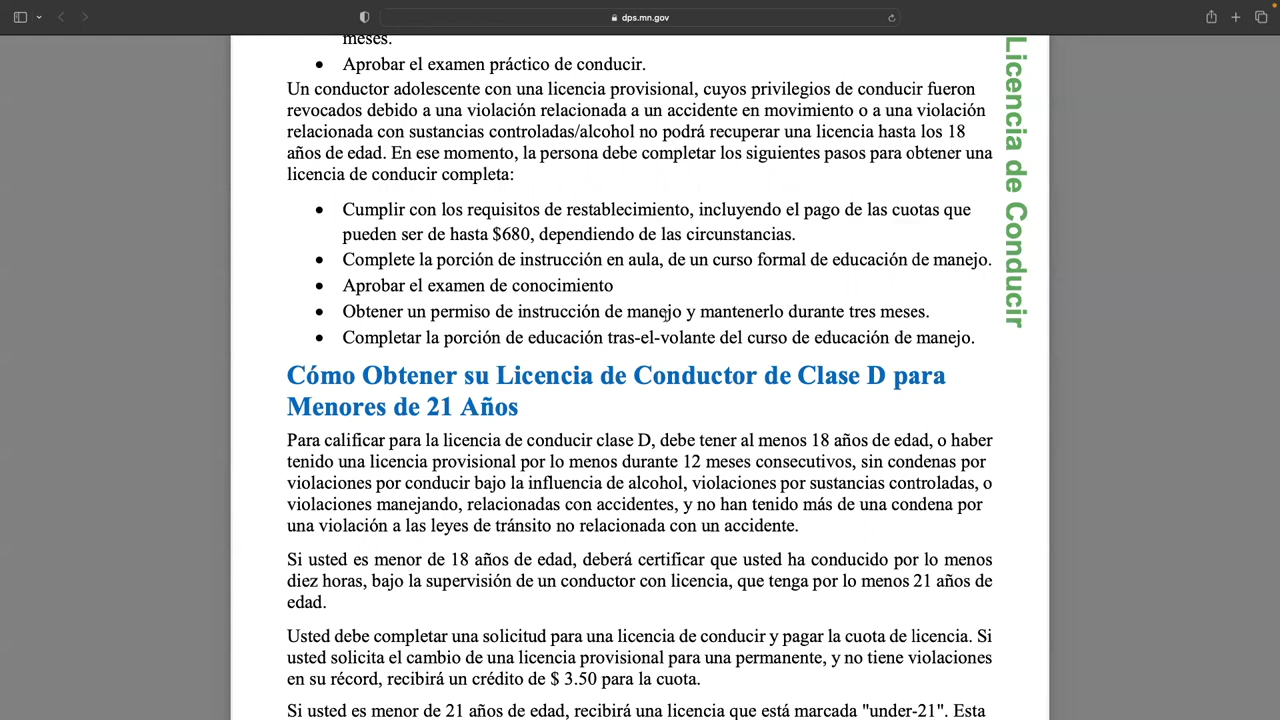 dps.mn.gov
meses.
• Aprobar el examen práctico de conducir.
Un conductor adolescente con una licencia provisional, cuyos privilegios de conducir fueron
revocados debido a una violación relacionada a un accidente en movimiento o a una violación
relacionada con sustancias controladas/alcohol no podrá recuperar una licencia hasta los 18
años de edad. En ese momento, la persona debe completar los siguientes pasos para obtener una
licencia de conducir completa:
• Cumplir con los requisitos de restablecimiento, incluyendo el pago de las cuotas que
pueden ser de hasta $680, dependiendo de las circunstancias.
• Complete la porción de instrucción en aula, de un curso formal de educación de manejo.
• Aprobar el examen de conocimiento
• Obtener un permiso de instrucción de manejo y mantenerlo durante tres meses.
• Completar la porción de educación tras-el-volante del curso de educación de manejo.
Cómo Obtener su Licencia de Conductor de Clase D para
Menores de 21 Años
Para calificar para la licencia de conducir clase D, debe tener al menos 18 años de edad, o haber
tenido una licencia provisional por lo menos durante 12 meses consecutivos, sin condenas por
violaciones por conducir bajo la influencia de alcohol, violaciones por sustancias controladas, o
violaciones manejando, relacionadas con accidentes, y no han tenido más de una condena por
una violación a las leyes de tránsito no relacionada con un accidente.
Si usted es menor de 18 años de edad, deberá certificar que usted ha conducido por lo menos
diez horas, bajo la supervisión de un conductor con licencia, que tenga por lo menos 21 años de
edad.
Usted debe completar una solicitud para una licencia de conducir y pagar la cuota de licencia. Si
usted solicita el cambio de una licencia provisional para una permanente, y no tiene violaciones
en su récord, recibirá un crédito de $ 3.50 para la cuota.
Si usted es menor de 21 años de edad, recibirá una licencia que está marcada "under-21". Esta
Licencia de Conducir